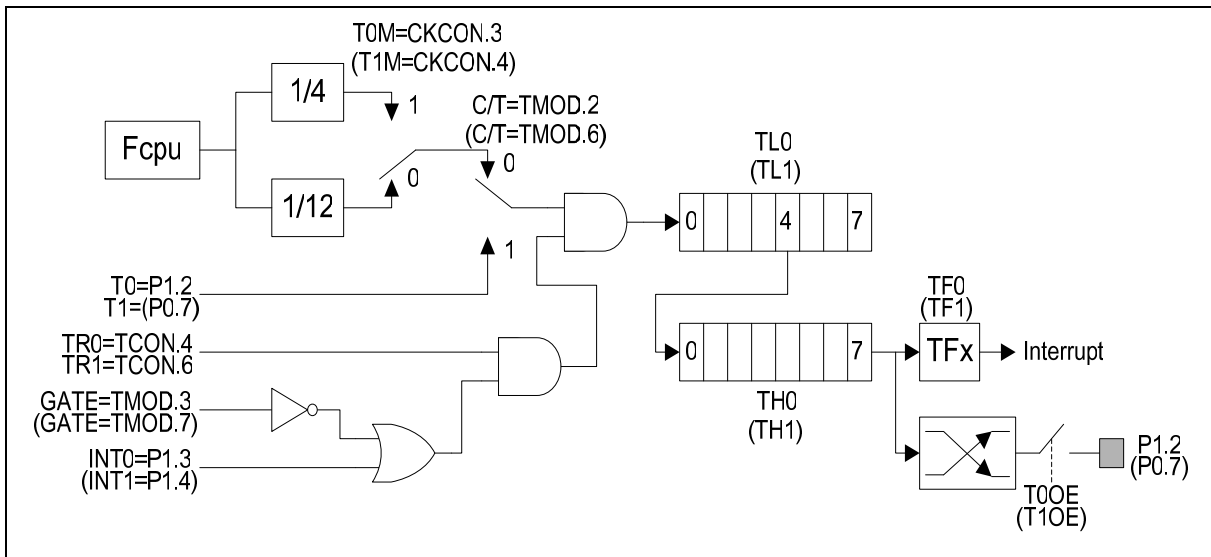 T0M=CKCON.3
(T1M=CKCON.4)
1/4
1
C/T=TMOD.2
(C/T=TMOD.6)
Fcpu
0
0
1/12
TL0
(TL1)
0 4 7
1
T0=P1.2
T1=(P0.7)
TR0=TCON.4
TR1=TCON.6
TF0
(TF1)
0 7
TFx
Interrupt
TH0
(TH1)
GATE=TMOD.3
(GATE=TMOD.7)
INT0=P1.3
(INT1=P1.4)
P1.2
(P0.7)
T0OE
(T1OE)